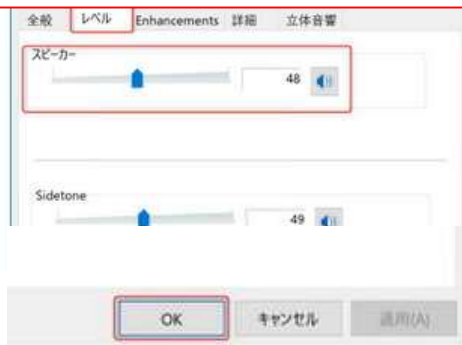 全般 レベル Enhancements 詳細 立体音響
スピーカー
48
Sidetone
49
OK キャンセル 適用(A)